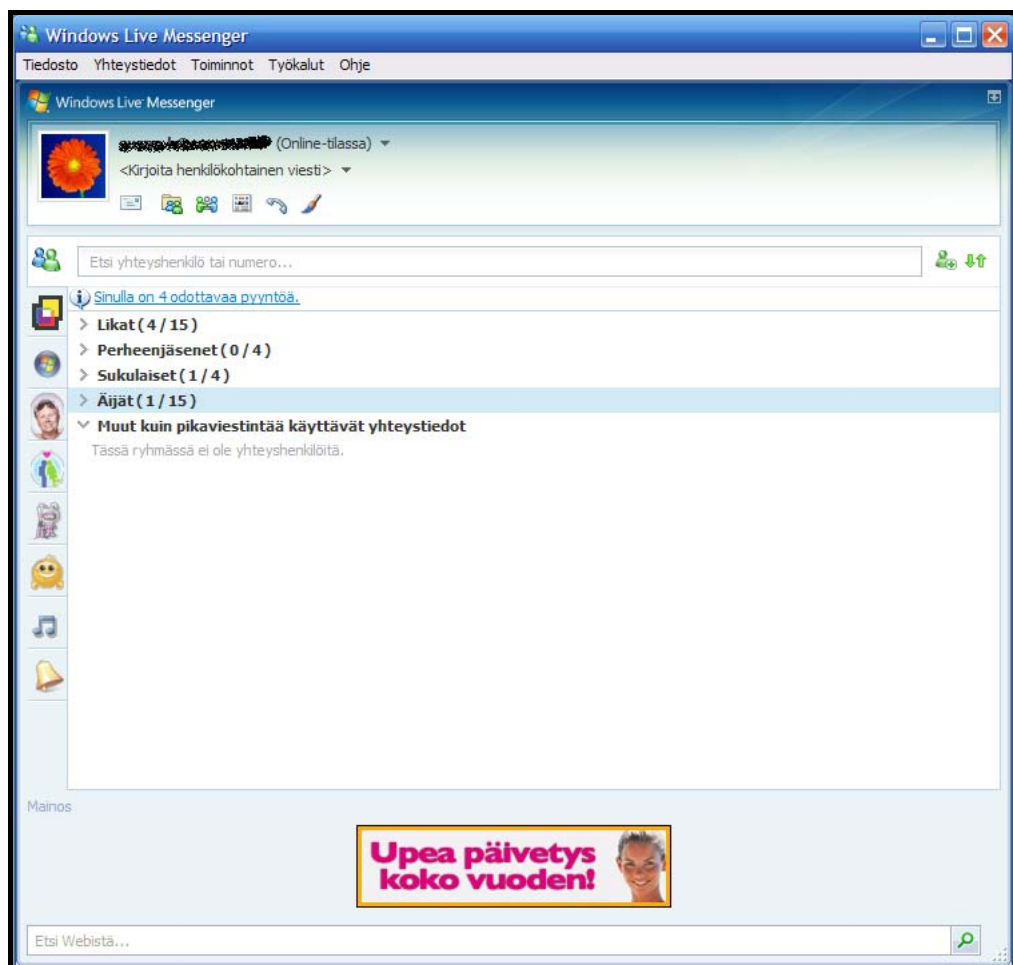 Windows Live Messenger
Tiedosto Yhteystiedot Toiminnot Työkalut Ohje
Windows Live Messenger
(Online-tilassa)
<Kirjoita henkilökohtainen viesti>
Etsi yhteyshenkilö tai numero...
Sinulla on 4 odottavaa pyyntöä.
Likat ( 4 / 15 )
Perheenjäsenet ( 0 / 4 )
Sukulaiset ( 1 / 4 )
Äijät ( 1 / 15 )
Muut kuin pikaviestintää käyttävät yhteystiedot
Tässä ryhmässä ei ole yhteyshenkilöitä.
Mainos
Upea päivetys
koko vuoden!
Etsi Webistä...